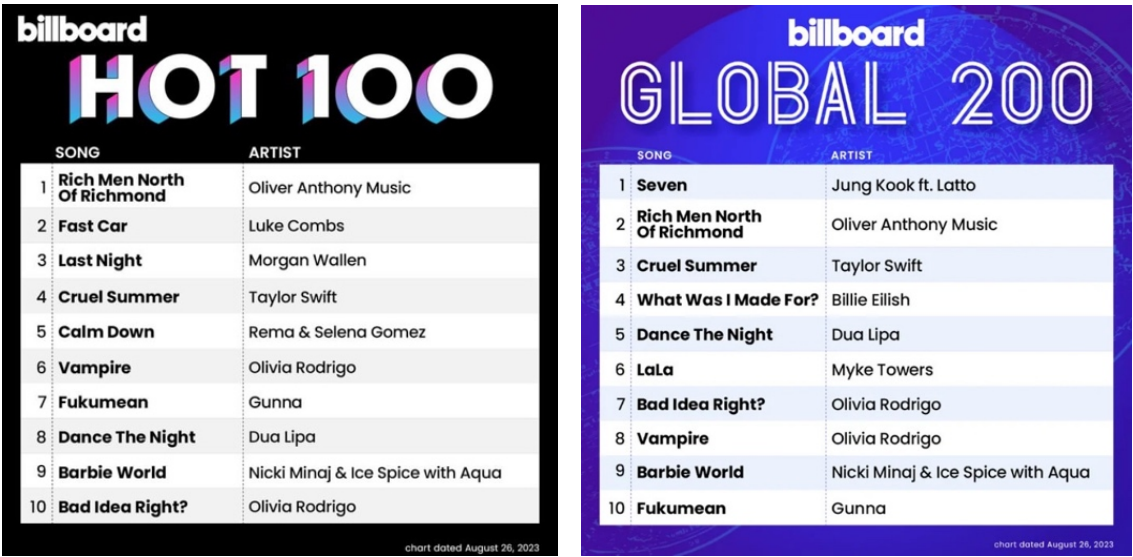 billboard
HOT 100
SONG ARTIST
1 Rich Men North
Of Richmond Oliver Anthony Music
2 Fast Car Luke Combs
3 Last Night Morgan Wallen
4 Cruel Summer Taylor Swift
5 Calm Down Rema & Selena Gomez
6 Vampire Olivia Rodrigo
7 Fukumean Gunna
8 Dance The Night Dua Lipa
9 Barbie World Nicki Minaj & Ice Spice with Aqua
10 Bad Idea Right? Olivia Rodrigo
chart dated August 26, 2023
billboard
GLOBAL 200
SONG ARTIST
1 Seven Jung Kook ft. Latto
2 Rich Men North
Of Richmond Oliver Anthony Music
3 Cruel Summer Taylor Swift
4 What Was I Made For? Billie Eilish
5 Dance The Night Dua Lipa
6 LaLa Myke Towers
7 Bad Idea Right? Olivia Rodrigo
8 Vampire Olivia Rodrigo
9 Barbie World Nicki Minaj & Ice Spice with Aqua
10 Fukumean Gunna
chart dated August 26, 2023